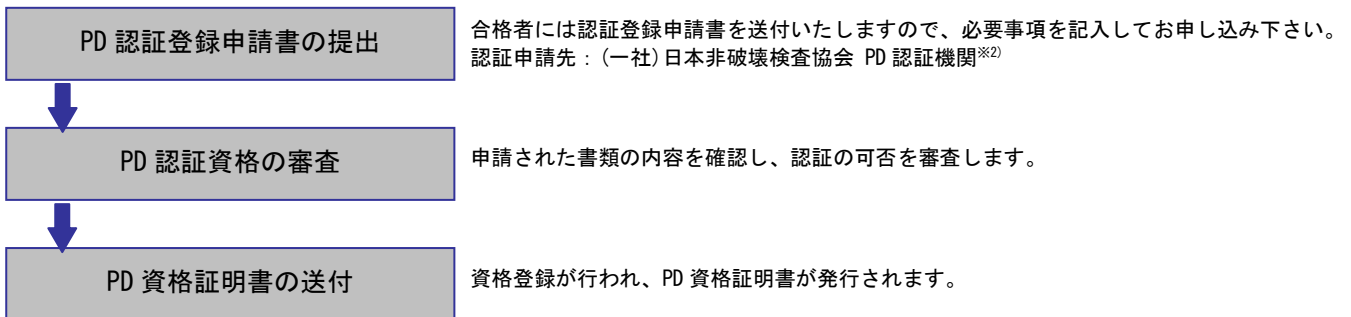 PD 認証登録申請書の提出
合格者には認証登録申請書を送付いたしますので、必要事項を記入してお申し込み下さい。
認証申請先：(一社)日本非破壊検査協会 PD 認証機関※2)
PD 認証資格の審査
申請された書類の内容を確認し、認証の可否を審査します。
PD 資格証明書の送付
資格登録が行われ、PD 資格証明書が発行されます。